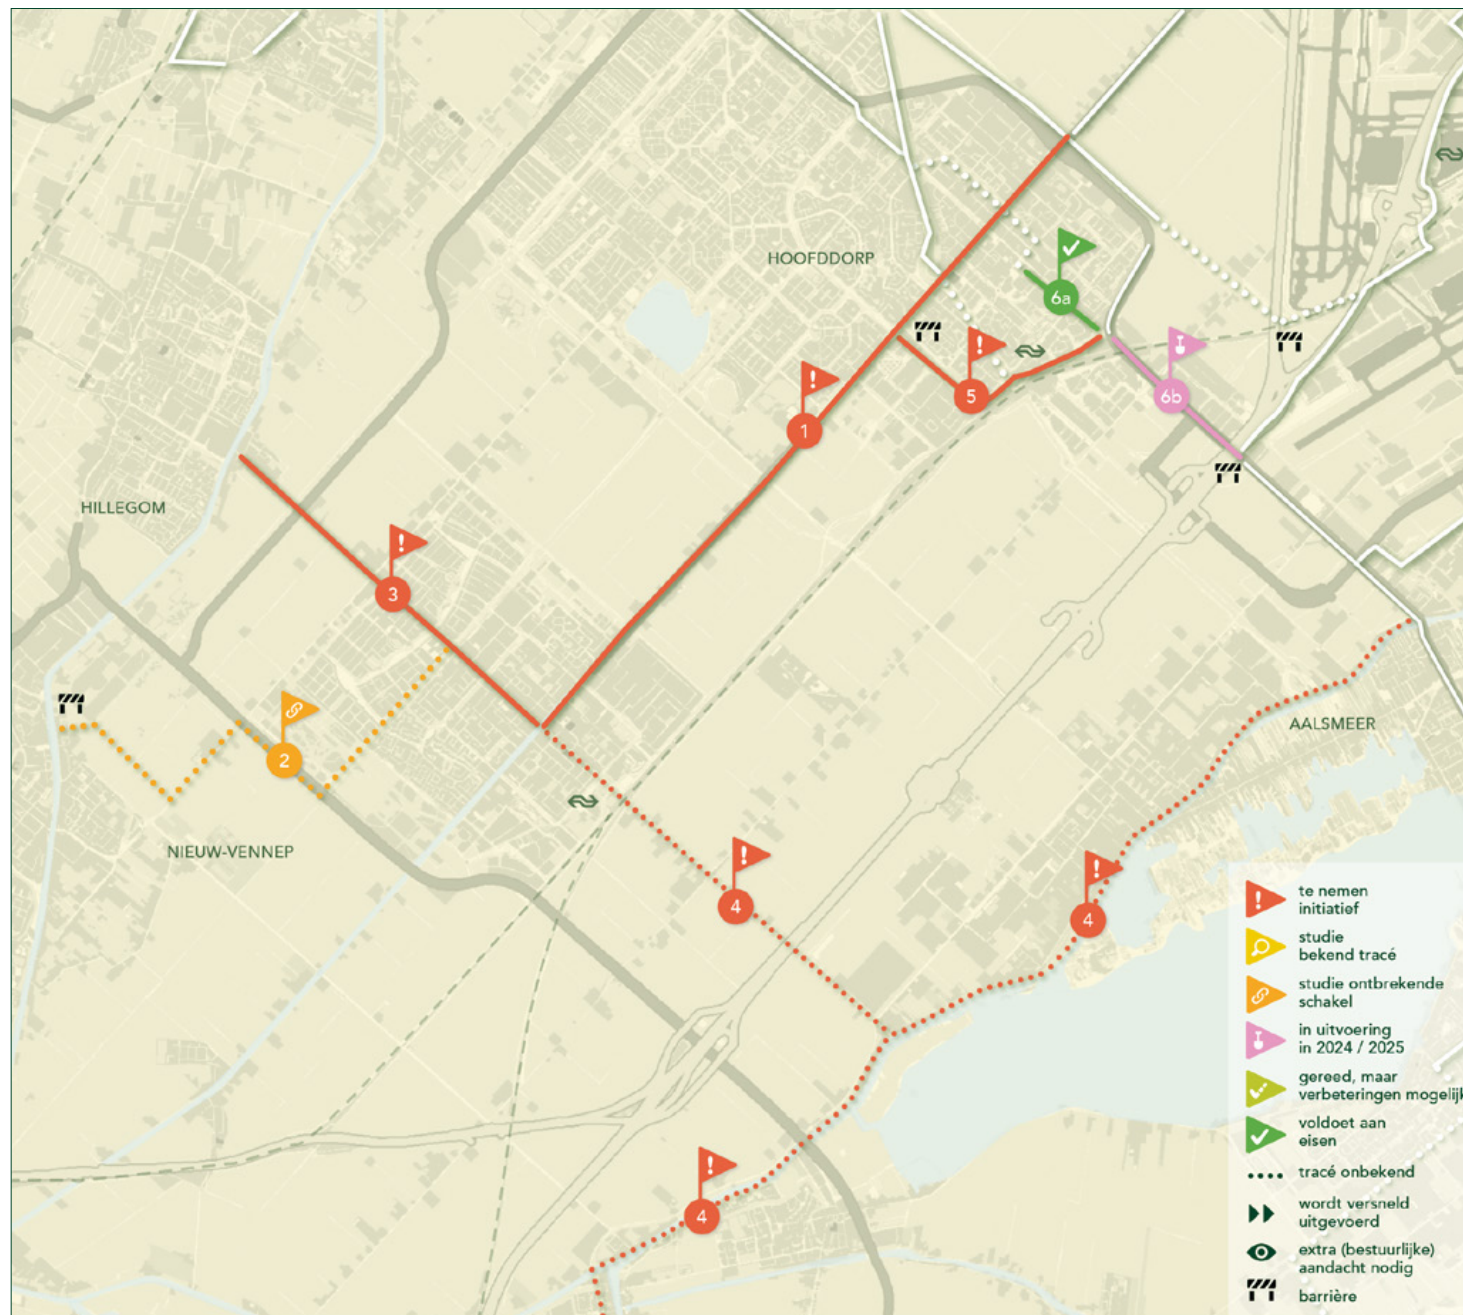 HOOFDDORP
6a
5
6b
1
HILLEGOM
3
AALSMEER
2
NIEUW-VENNEP
4
4
4
te nemen
initiatief
studie
bekend tracé
studie ontbrekende
schakel
in uitvoering
in 2024 / 2025
gereed, maar
verbeteringen mogelijk
voldoet aan
eisen
tracé onbekend
wordt versneld
uitgevoerd
extra (bestuurlijke)
aandacht nodig
barrière